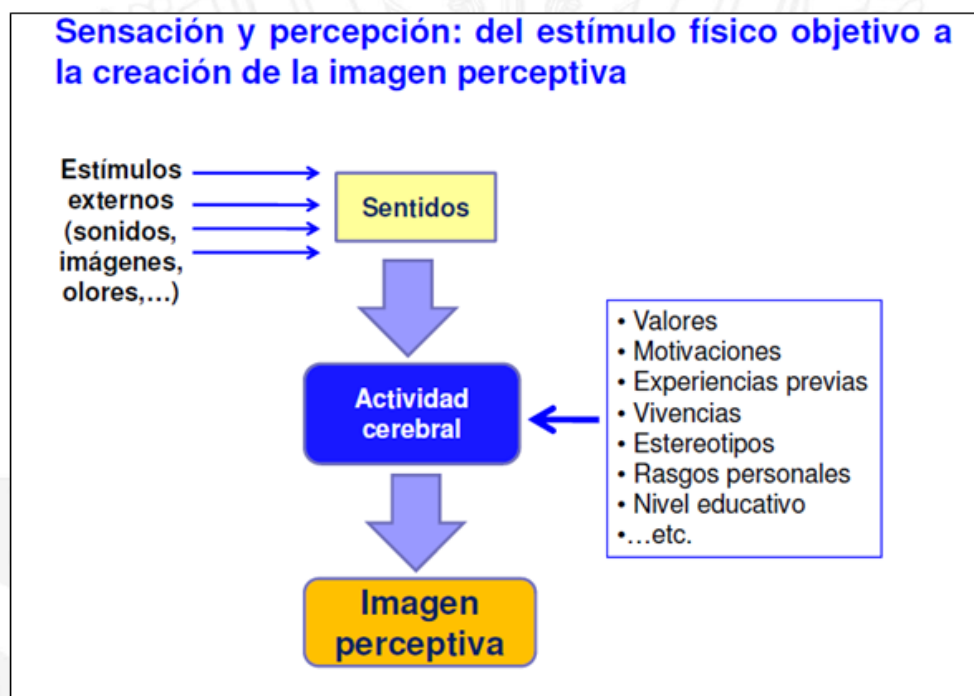 Sensación y percepción: del estímulo físico objetivo a
la creación de la imagen perceptiva
Estímulos
externos
(sonidos,
imágenes,
olores,...)
Sentidos
Actividad
cerebral
• Valores
• Motivaciones
• Experiencias previas
• Vivencias
• Estereotipos
• Rasgos personales
• Nivel educativo
•...etc.
Imagen
perceptiva